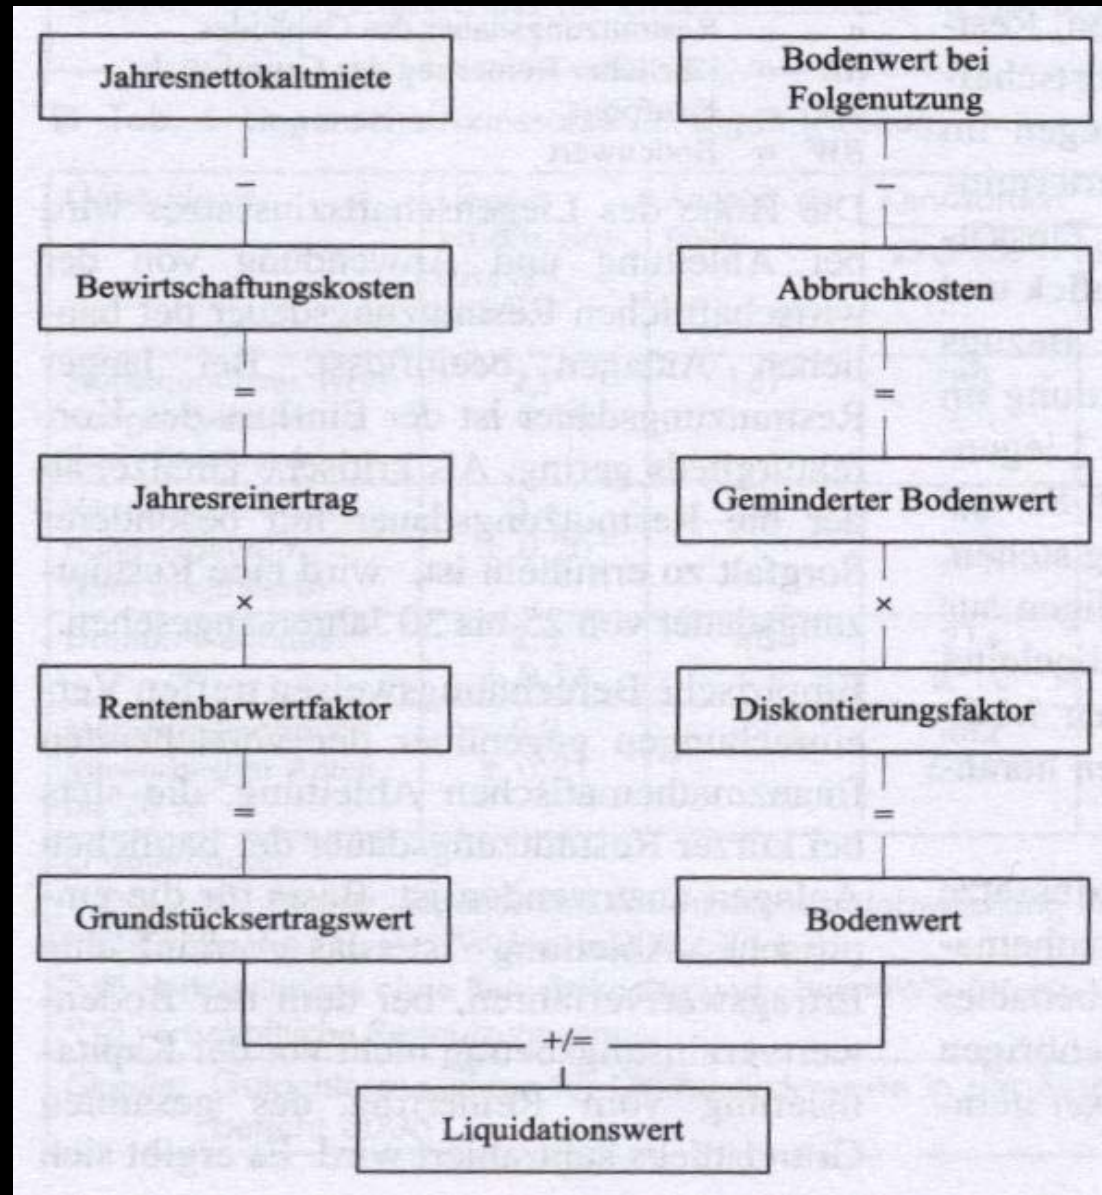 Jahresnettokaltmiete
–
Bewirtschaftungskosten
=
Jahresreinertrag
×
Rentenbarwertfaktor
=
Grundstücksertragswert
Bodenwert bei
Folgenutzung
–
Abbruchkosten
=
Geminderter Bodenwert
×
Diskontierungsfaktor
=
Bodenwert
+/=
Liquidationswert